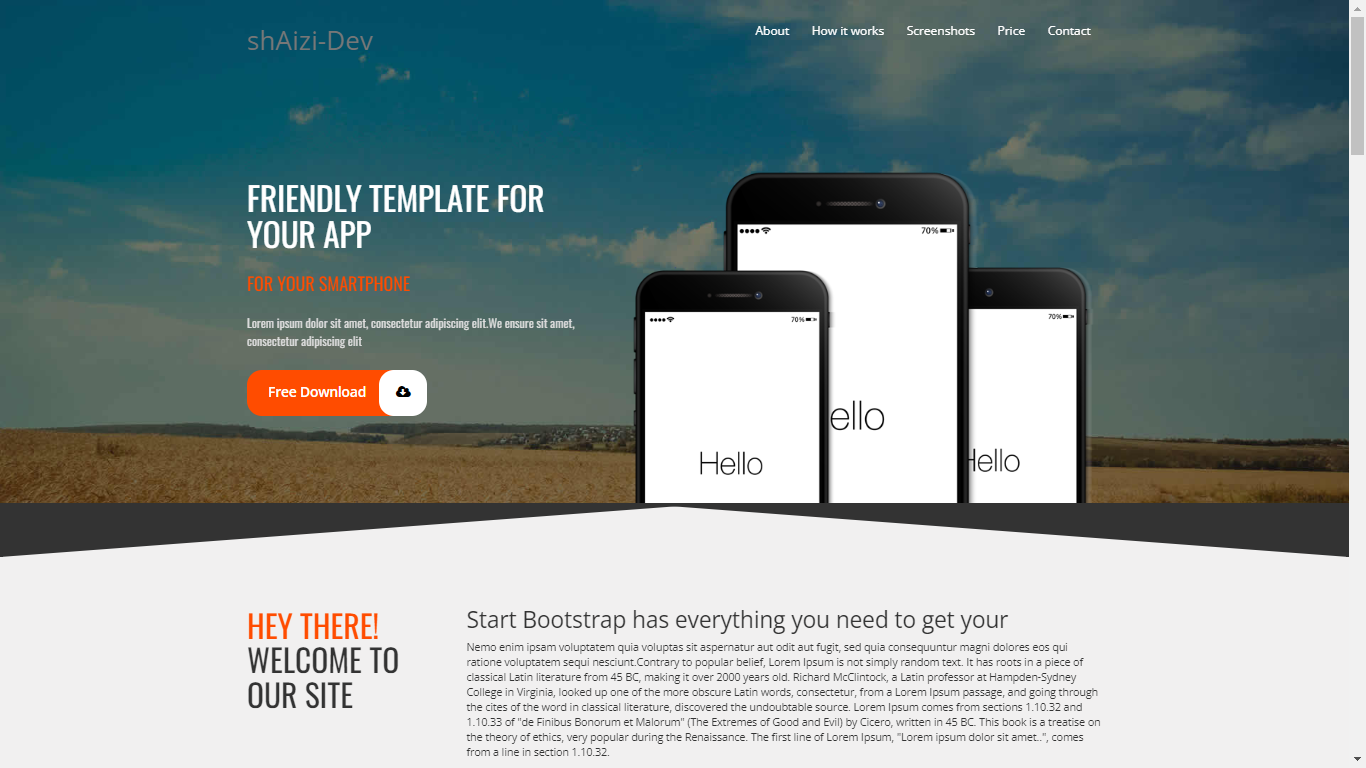 shAizi-Dev
About How it works Screenshots Price Contact
FRIENDLY TEMPLATE FOR
YOUR APP
FOR YOUR SMARTPHONE
Lorem ipsum dolor sit amet, consectetur adipiscing elit.We ensure sit amet,
consectetur adipiscing elit
Free Download
70%
70%
70%
Hello
ello
Hello
HEY THERE!
WELCOME TO
OUR SITE
Start Bootstrap has everything you need to get your
Nemo enim ipsam voluptatem quia voluptas sit aspernatur aut odit aut fugit, sed quia consequuntur magni dolores eos qui
ratione voluptatem sequi nesciunt.Contrary to popular belief, Lorem Ipsum is not simply random text. It has roots in a piece of
classical Latin literature from 45 BC, making it over 2000 years old. Richard McClintock, a Latin professor at Hampden-Sydney
College in Virginia, looked up one of the more obscure Latin words, consectetur, from a Lorem Ipsum passage, and going through
the cites of the word in classical literature, discovered the undoubtable source. Lorem Ipsum comes from sections 1.10.32 and
1.10.33 of "de Finibus Bonorum et Malorum" (The Extremes of Good and Evil) by Cicero, written in 45 BC. This book is a treatise on
the theory of ethics, very popular during the Renaissance. The first line of Lorem Ipsum, "Lorem ipsum dolor sit amet..", comes
from a line in section 1.10.32.